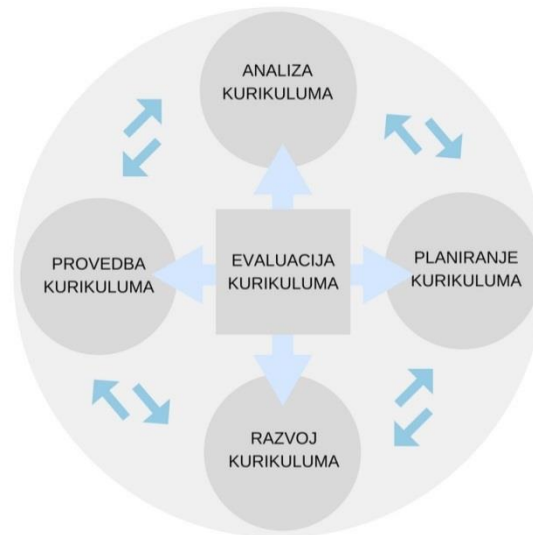 ANALIZA
KURIKULUMA
PROVEDBA
KURIKULUMA
EVALUACIJA
KURIKULUMA
PLANIRANJE
KURIKULUMA
RAZVOJ
KURIKULUMA